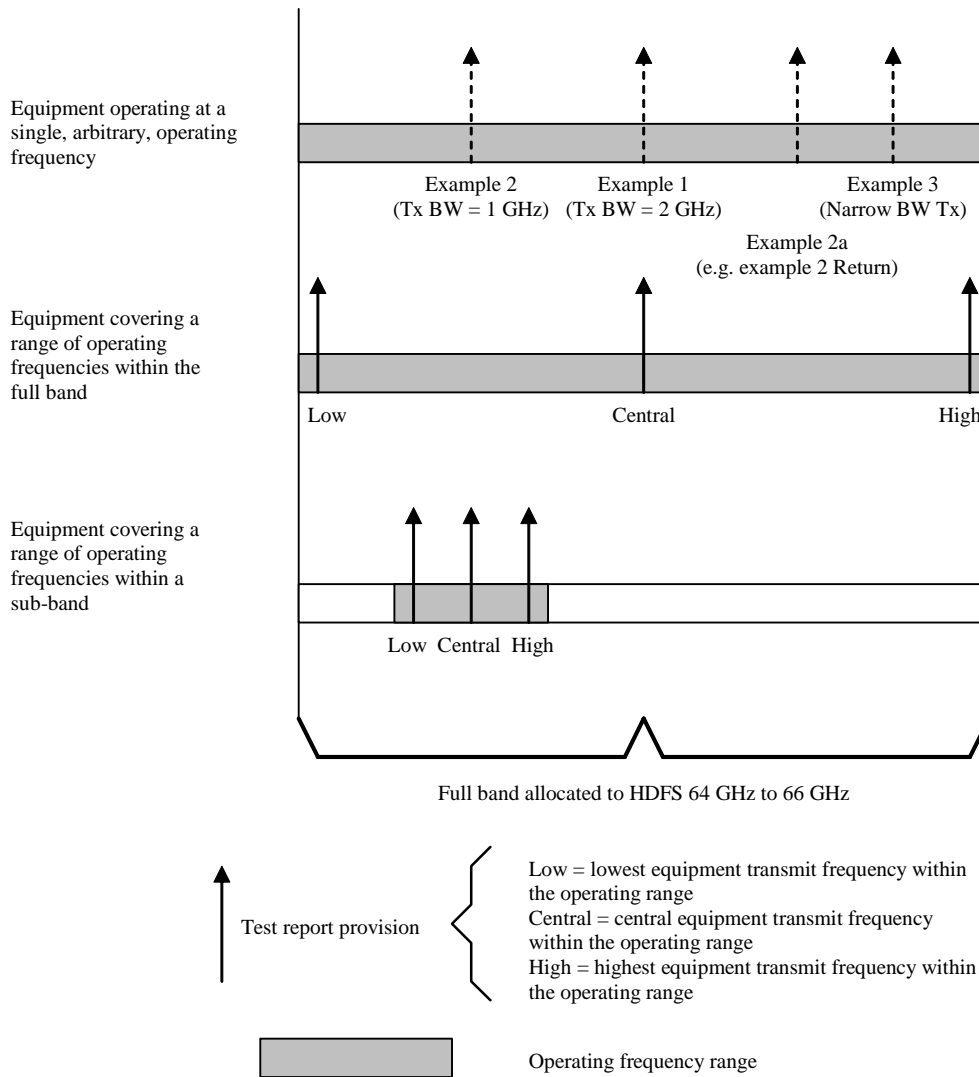 Equipment operating at a
single, arbitrary, operating
frequency
Example 2
(Tx BW = 1 GHz)
Example 1
(Tx BW = 2 GHz)
Example 3
(Narrow BW Tx)
Example 2a
(e.g. example 2 Return)
Equipment covering a
range of operating
frequencies within the
full band
Low
Central
High
Equipment covering a
range of operating
frequencies within a
sub-band
Low Central High
Full band allocated to HDFS 64 GHz to 66 GHz
Test report provision
Low = lowest equipment transmit frequency within
the operating range
Central = central equipment transmit frequency
within the operating range
High = highest equipment transmit frequency within
the operating range
Operating frequency range